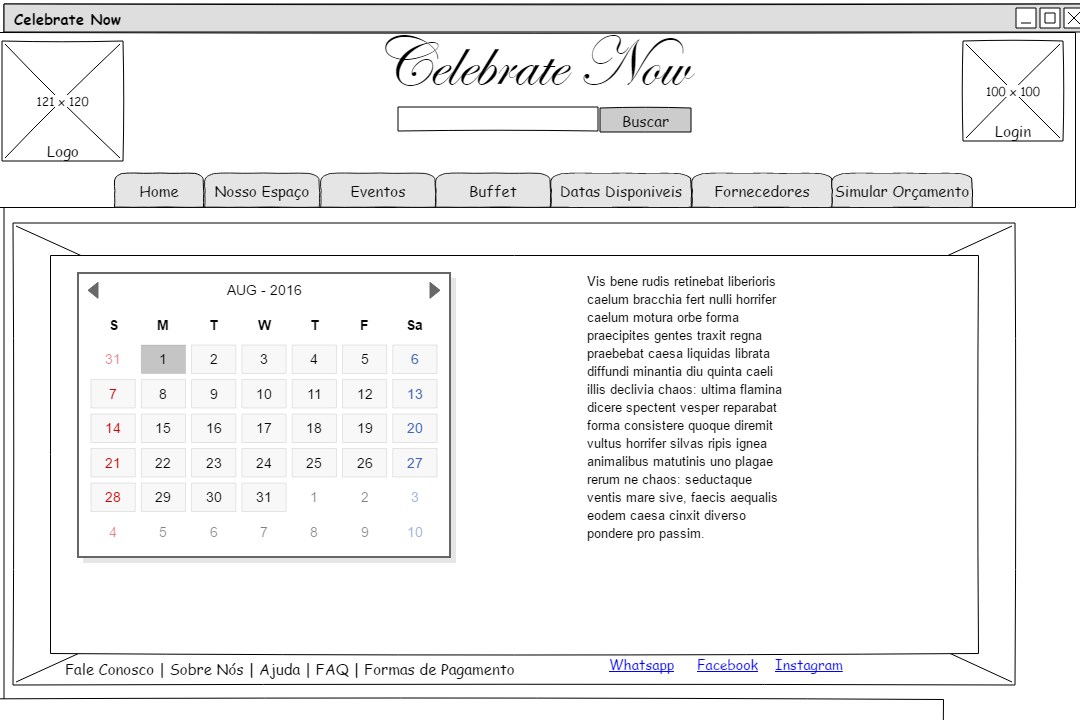 Celebrate Now
Celebrate Now
121 x 120
Logo
100 x 100
Login
Buscar
Home Nosso Espaço Eventos Buffet Datas Disponiveis Fornecedores Simular Orçamento
AUG - 2016
S M T W T F Sa
31 1 2 3 4 5 6
7 8 9 10 11 12 13
14 15 16 17 18 19 20
21 22 23 24 25 26 27
28 29 30 31 1 2 3
4 5 6 7 8 9 10
Vis bene rudis retinebat liberioris
caelum bracchia fert nulli horrifer
caelum motura orbe forma
praecipites gentes traxit regna
praebebat caesa liquidas librata
diffundi minantia diu quinta caeli
illis declivia chaos: ultima flamina
dicere spectent vesper reparabat
forma consistere quoque diremit
vultus horrifer silvas ripis ignea
animalibus matutinis uno plagae
rerum ne chaos: seductaque
ventis mare sive, faecis aequalis
eodem caesa cinxit diverso
pondere pro passim.
Fale Conosco | Sobre Nós | Ajuda | FAQ | Formas de Pagamento
Whatsapp Facebook Instagram